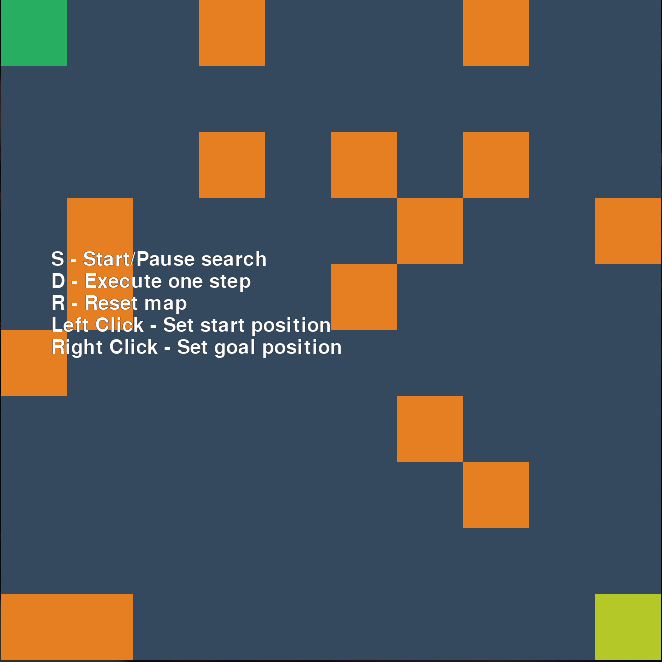 S - Start/Pause search
D - Execute one step
R - Reset map
Left Click - Set start position
Right Click - Set goal position